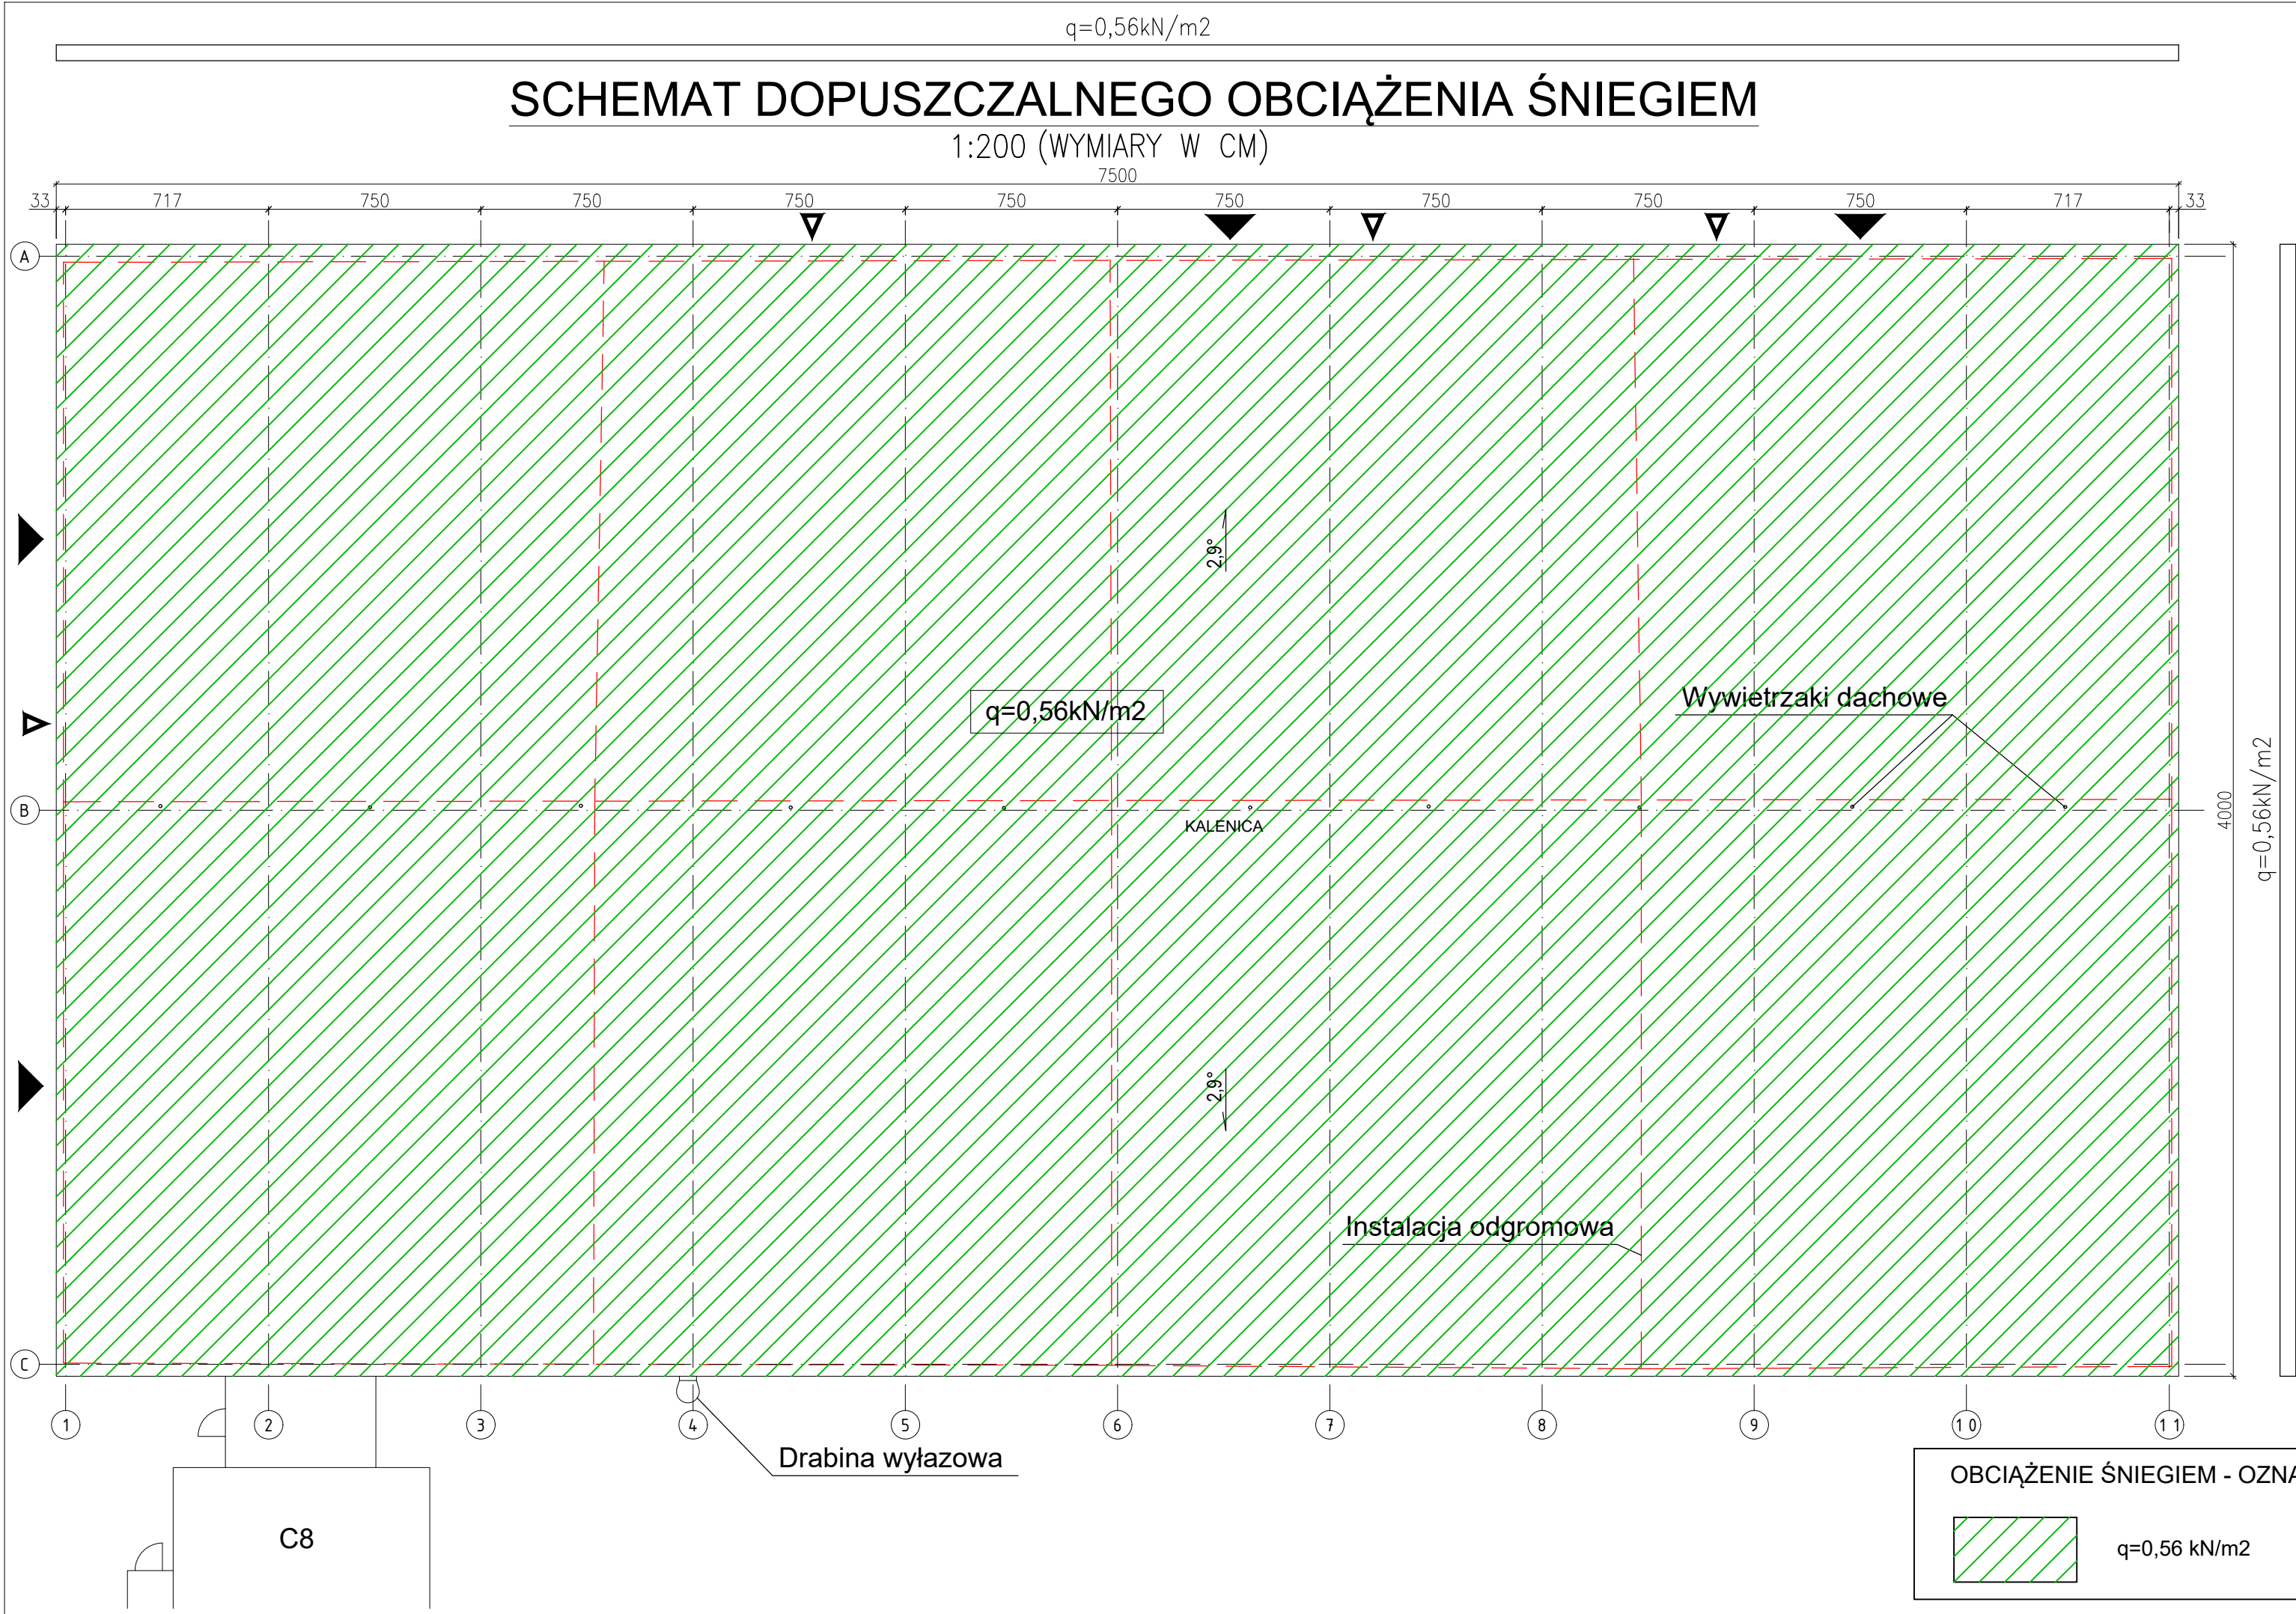 q=0,56kN/m2
SCHEMAT DOPUSZCZALNEGO OBCIĄŻENIA ŚNIEGIEM
1:200 (WYMIARY W CM)
7500
33 717 750 750 750 750 750 750 750 750 717 33
A
2,9°
q=0,56kN/m2
Wywietrzaki dachowe
q=0,56kN/m2
4000
B
KALENICA
2,9°
Instalacja odgromowa
C
1 2 3 4 5 6 7 8 9 10 11
Drabina wyłazowa
C8
OBCIĄŻENIE ŚNIEGIEM - OZNA
q=0,56 kN/m2